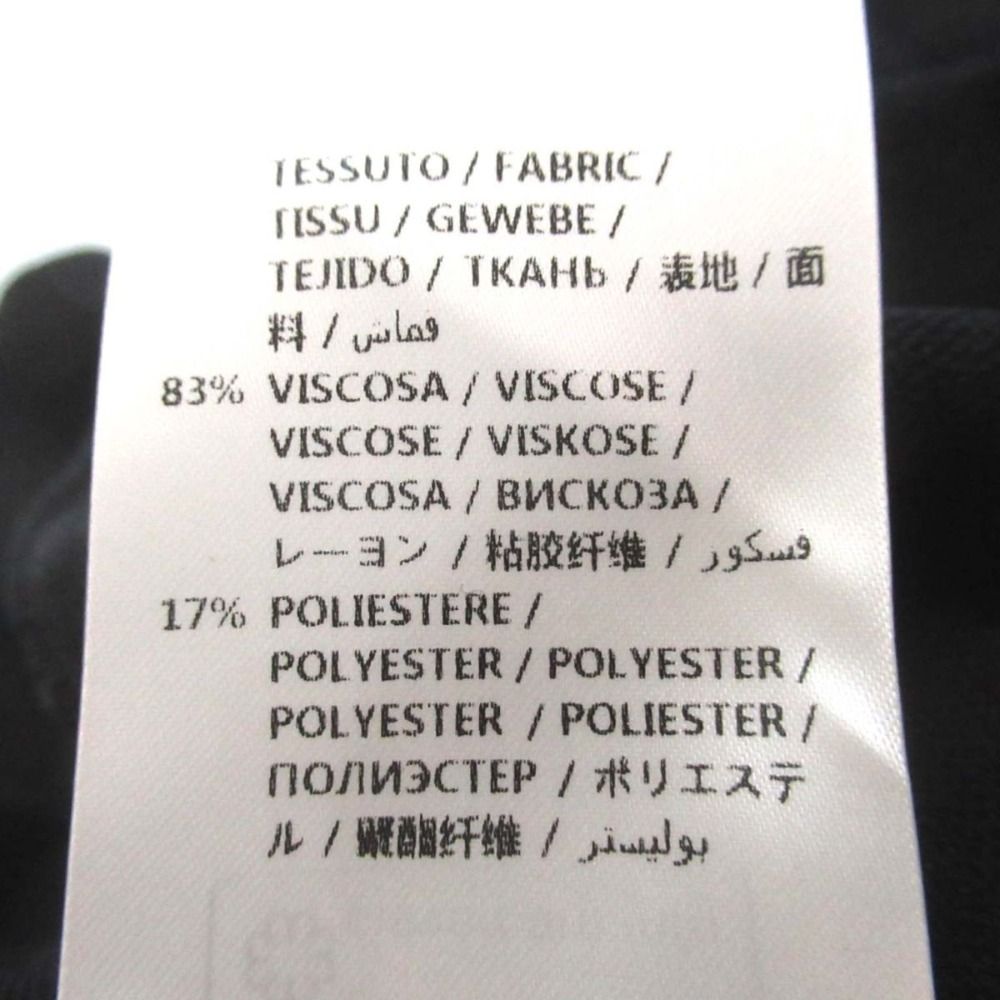 TESSUTO / FABRIC /
TISSU / GEWEBE /
TEJIDO / ТКАНЬ / 表地 / 面
料 / قماش
83% VISCOSA / VISCOSE /
VISCOSE / VISKOSE /
VISCOSA / ВИСКОЗА /
レーヨン / 粘胶纤维 / فسكور
17% POLIESTERE /
POLYESTER / POLYESTER /
POLYESTER / POLIESTER /
ПОЛИЭСТЕР / ポリエステ
ル / 聚酯纤维 / بوليستر